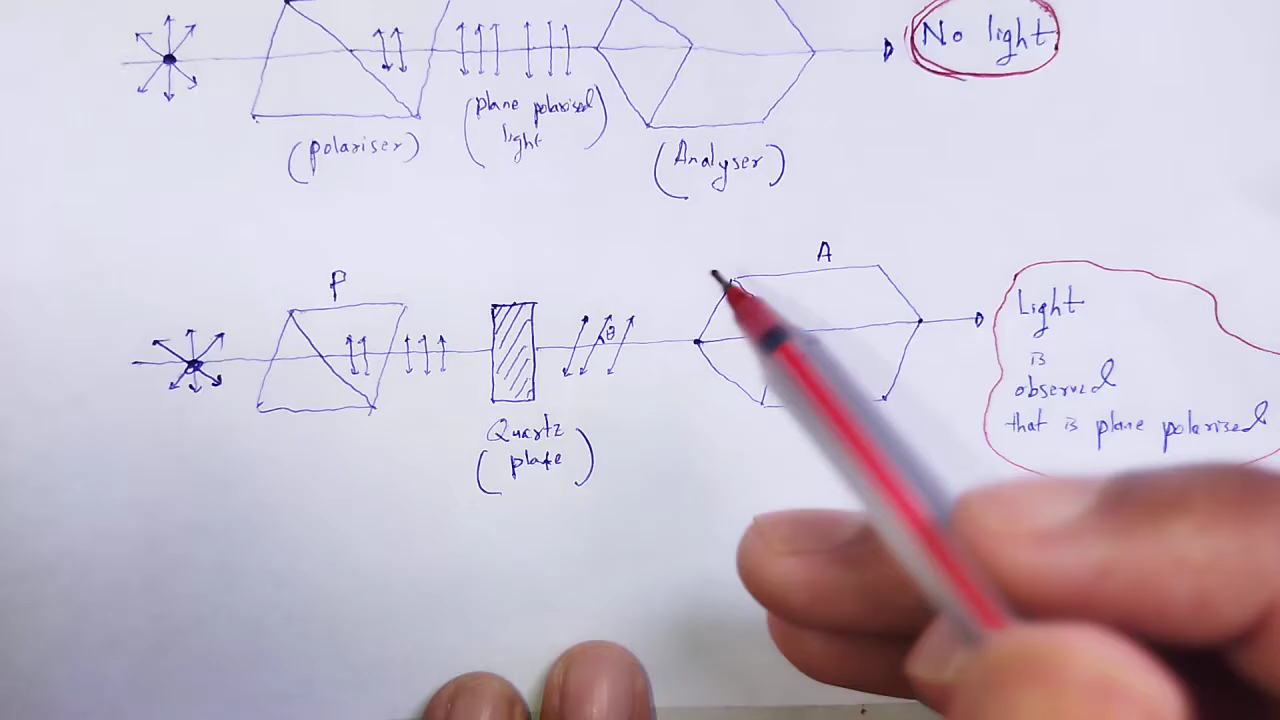 No light
(plane polarised
light)
(polariser)
(Analyser)
P
A
θ
Light
is
observed
that is plane polarised
Quartz
(plate)